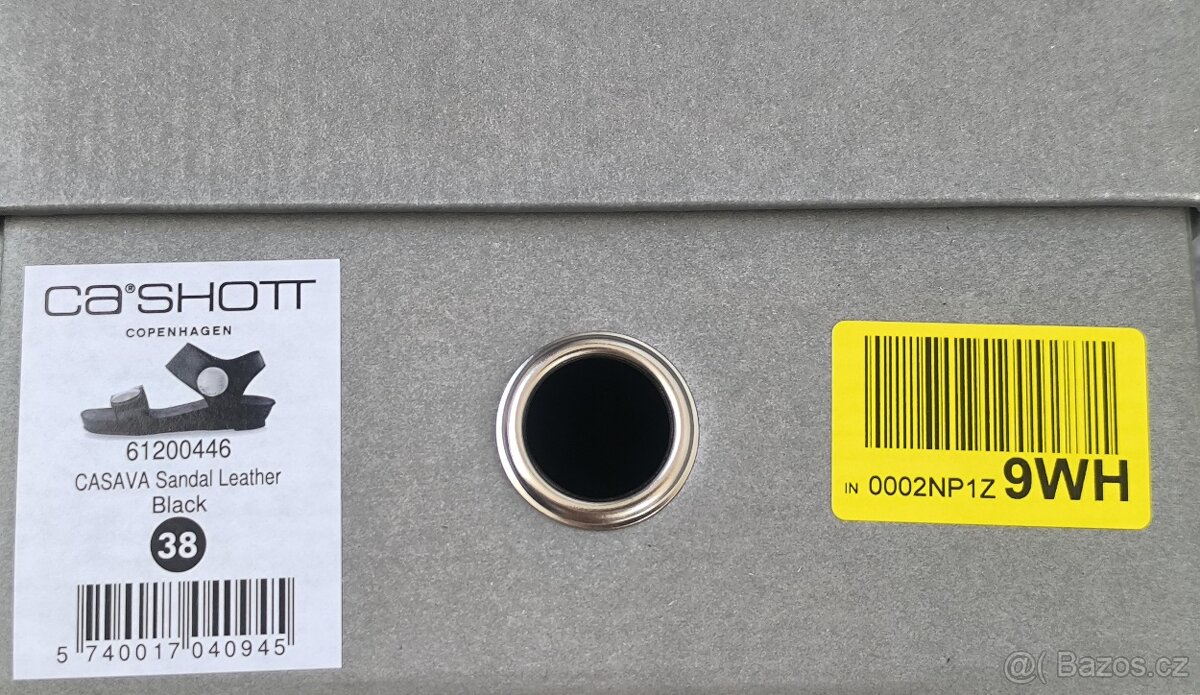 ca®SHOTT
COPENHAGEN
61200446
CASAVA Sandal Leather
Black
38
5 740017 040945
IN 0002NP1Z 9WH
@( Bazos.cz